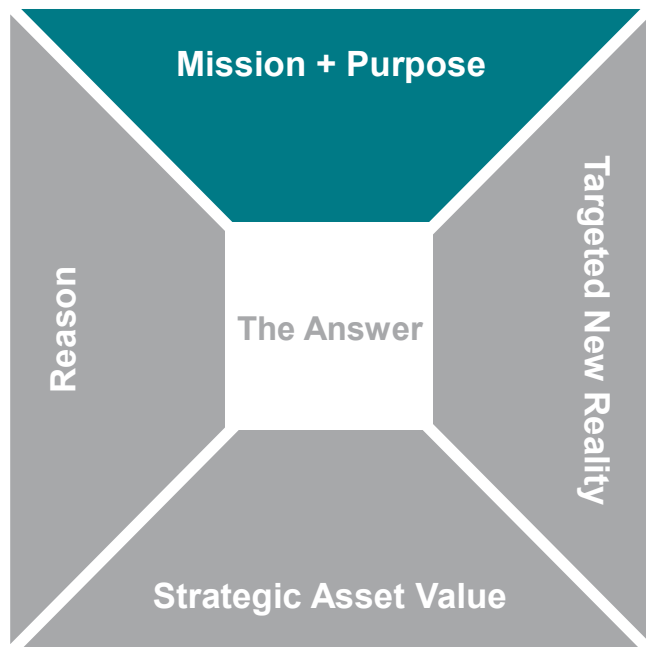 Mission + Purpose
Targeted New Reality
Reason
The Answer
Strategic Asset Value